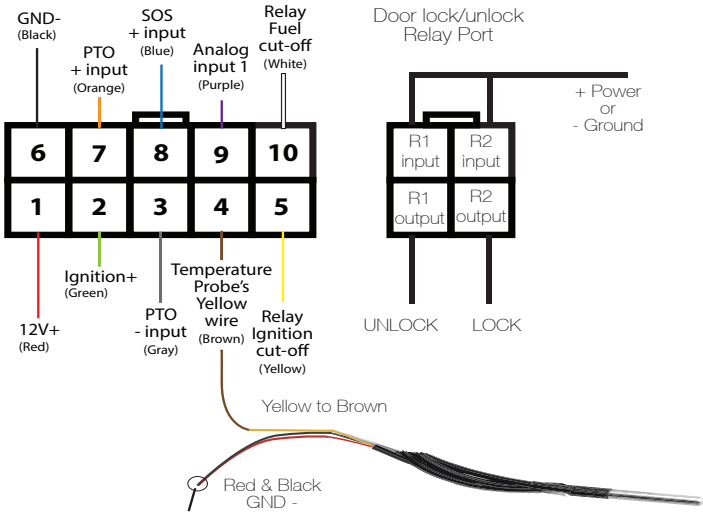 GND-
(Black)
PTO
+ input
(Orange)
SOS
+ input
(Blue)
Analog
input 1
(Purple)
Relay
Fuel
cut-off
(White)
6
7
8
9
10
1
2
3
4
5
12V+
(Red)
Ignition+
(Green)
PTO
- input
(Gray)
Temperature
Probe's
Yellow
wire
(Brown)
Relay
Ignition
cut-off
(Yellow)
Door lock/unlock
Relay Port
+ Power
or
- Ground
R1
input
R2
input
R1
output
R2
output
UNLOCK
LOCK
Yellow to Brown
Red & Black
GND -